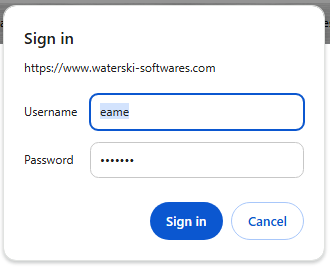 Sign in
https://www.waterski-softwares.com
Username eame
Password •••••••
Sign in Cancel